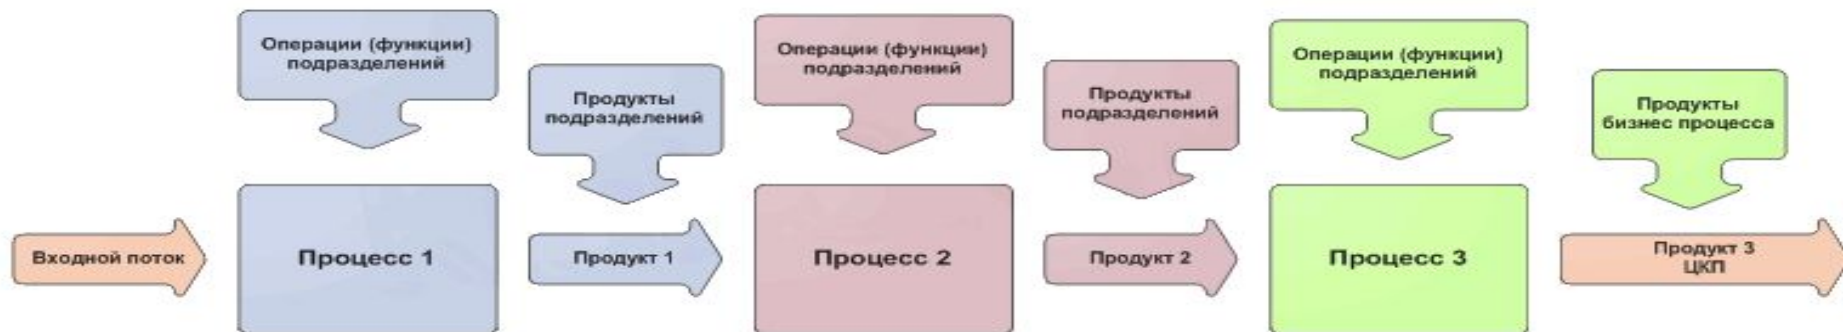 Операции (функции)
подразделений
Продукты
подразделений
Операции (функции)
подразделений
Продукты
подразделений
Операции (функции)
подразделений
Продукты
бизнес процесса
Входной поток
Процесс 1
Продукт 1
Процесс 2
Продукт 2
Процесс 3
Продукт 3
ЦКП